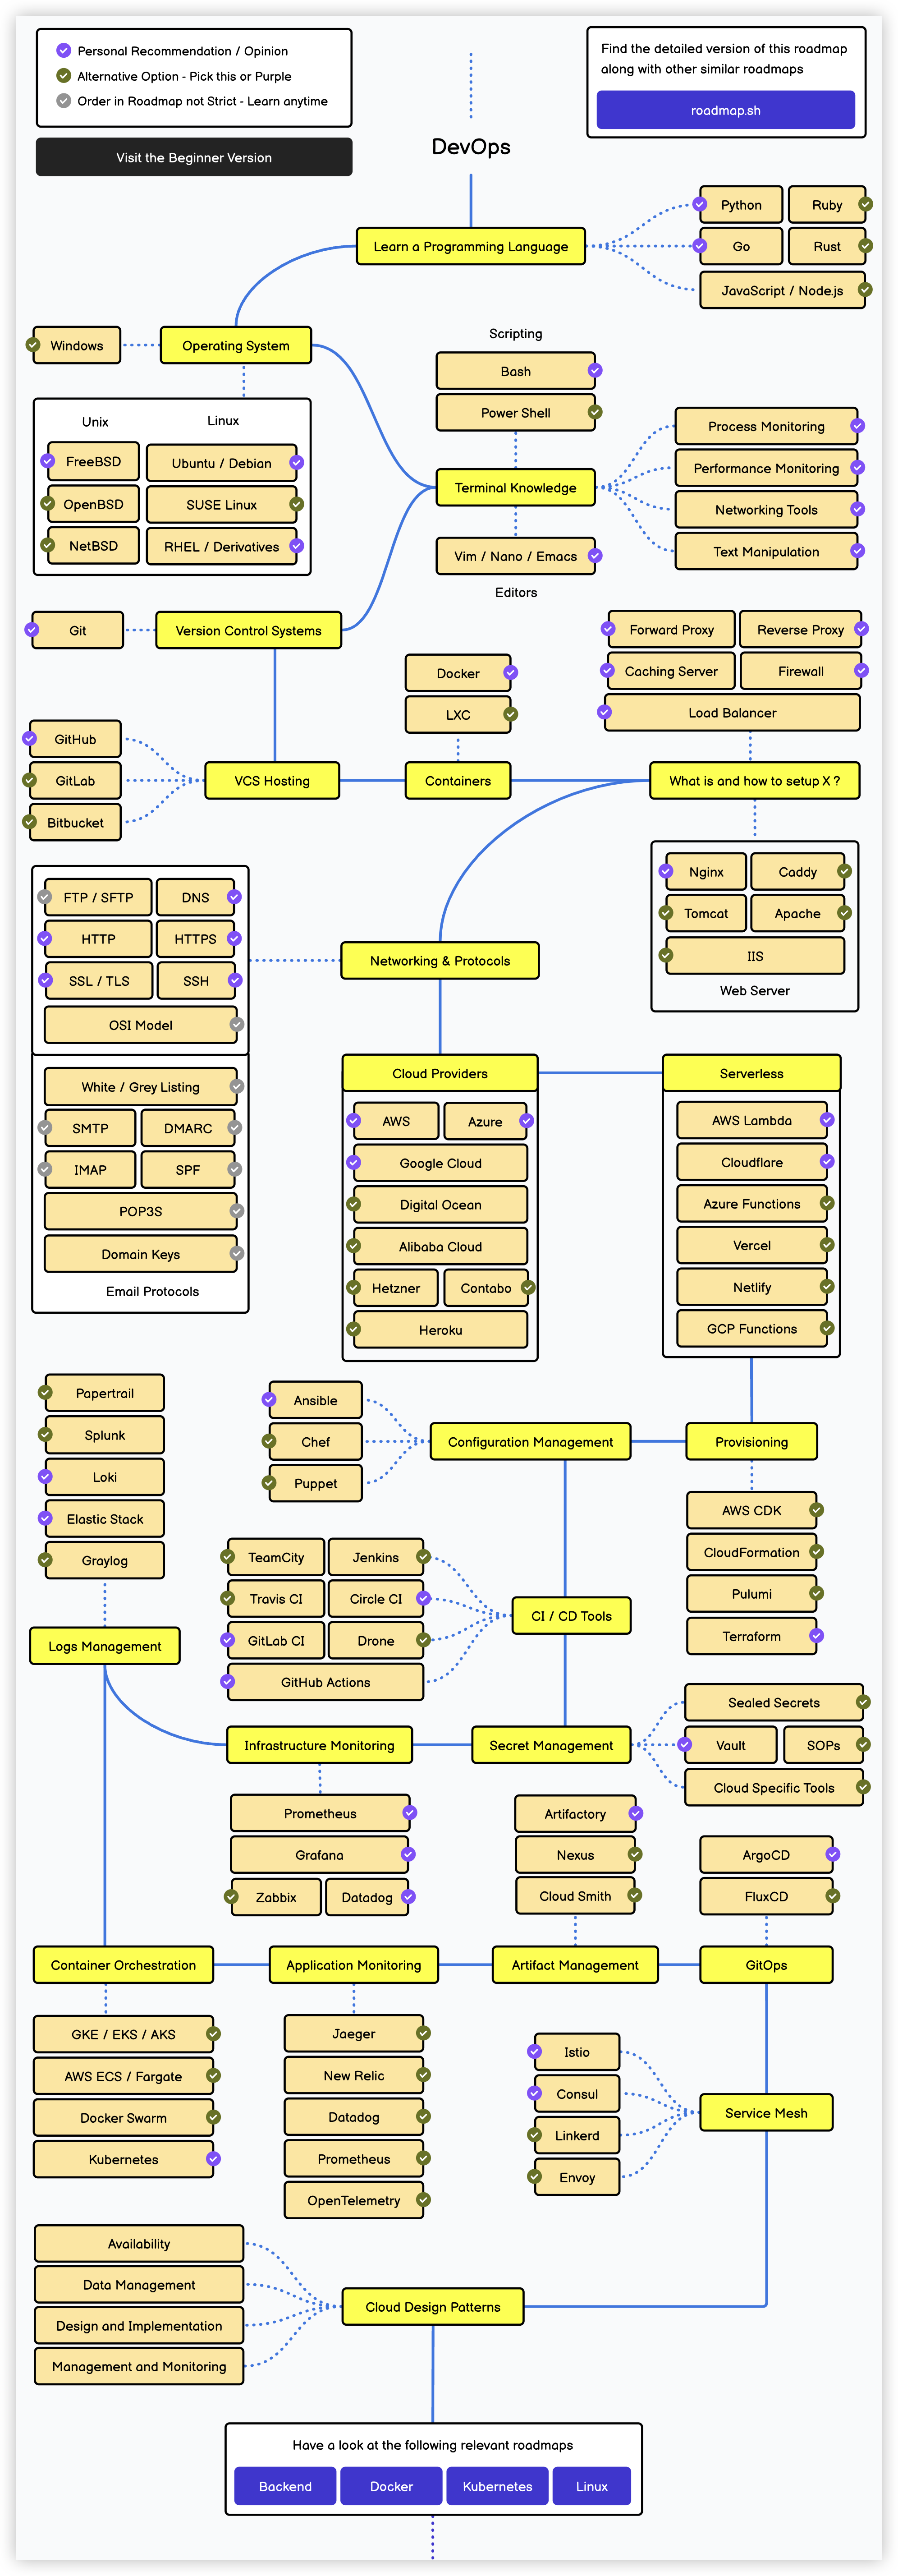 Personal Recommendation / Opinion
Alternative Option - Pick this or Purple
Order in Roadmap not Strict - Learn anytime
Visit the Beginner Version
Find the detailed version of this roadmap
along with other similar roadmaps
roadmap.sh
DevOps
Learn a Programming Language
Python
Ruby
Go
Rust
JavaScript / Node.js
Windows
Operating System
Unix
Linux
FreeBSD
Ubuntu / Debian
OpenBSD
SUSE Linux
NetBSD
RHEL / Derivatives
Scripting
Bash
Power Shell
Terminal Knowledge
Vim / Nano / Emacs
Editors
Process Monitoring
Performance Monitoring
Networking Tools
Text Manipulation
Git
Version Control Systems
GitHub
GitLab
Bitbucket
VCS Hosting
Docker
LXC
Containers
Forward Proxy
Reverse Proxy
Caching Server
Firewall
Load Balancer
What is and how to setup X ?
Nginx
Caddy
Tomcat
Apache
IIS
Web Server
FTP / SFTP
DNS
HTTP
HTTPS
SSL / TLS
SSH
OSI Model
White / Grey Listing
SMTP
DMARC
IMAP
SPF
POP3S
Domain Keys
Email Protocols
Networking & Protocols
Cloud Providers
AWS
Azure
Google Cloud
Digital Ocean
Alibaba Cloud
Hetzner
Contabo
Heroku
Serverless
AWS Lambda
Cloudflare
Azure Functions
Vercel
Netlify
GCP Functions
Papertrail
Splunk
Loki
Elastic Stack
Graylog
Logs Management
Ansible
Chef
Puppet
Configuration Management
Provisioning
AWS CDK
CloudFormation
Pulumi
Terraform
TeamCity
Jenkins
Travis CI
Circle CI
GitLab CI
Drone
GitHub Actions
CI / CD Tools
Infrastructure Monitoring
Secret Management
Sealed Secrets
Vault
SOPs
Cloud Specific Tools
Prometheus
Grafana
Zabbix
Datadog
Artifactory
Nexus
Cloud Smith
ArgoCD
FluxCD
Container Orchestration
Application Monitoring
Artifact Management
GitOps
GKE / EKS / AKS
AWS ECS / Fargate
Docker Swarm
Kubernetes
Jaeger
New Relic
Datadog
Prometheus
OpenTelemetry
Istio
Consul
Linkerd
Envoy
Service Mesh
Availability
Data Management
Design and Implementation
Management and Monitoring
Cloud Design Patterns
Have a look at the following relevant roadmaps
Backend
Docker
Kubernetes
Linux